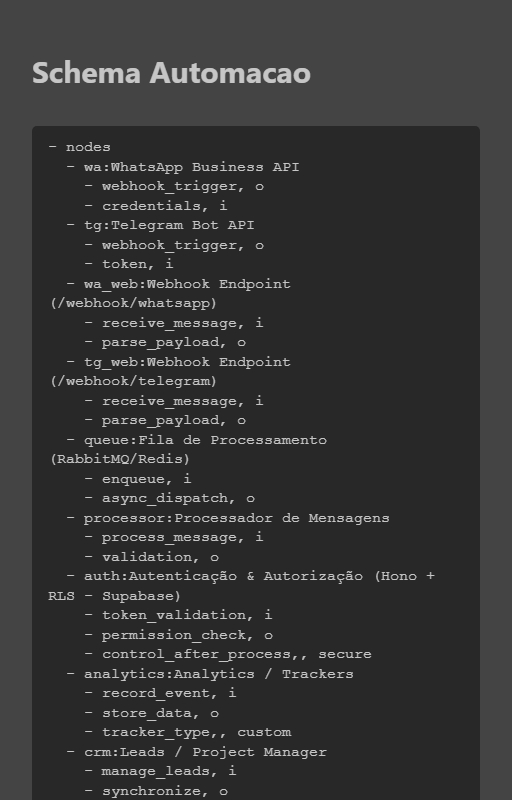 Schema Automacao
- nodes
- wa:WhatsApp Business API
- webhook_trigger, o
- credentials, i
- tg:Telegram Bot API
- webhook_trigger, o
- token, i
- wa_web:Webhook Endpoint
(/webhook/whatsapp)
- receive_message, i
- parse_payload, o
- tg_web:Webhook Endpoint
(/webhook/telegram)
- receive_message, i
- parse_payload, o
- queue:Fila de Processamento
(RabbitMQ/Redis)
- enqueue, i
- async_dispatch, o
- processor:Processador de Mensagens
- process_message, i
- validation, o
- auth:Autenticação & Autorização (Hono +
RLS - Supabase)
- token_validation, i
- permission_check, o
- control_after_process,, secure
- analytics:Analytics / Trackers
- record_event, i
- store_data, o
- tracker_type,, custom
- crm:Leads / Project Manager
- manage_leads, i
- synchronize, o